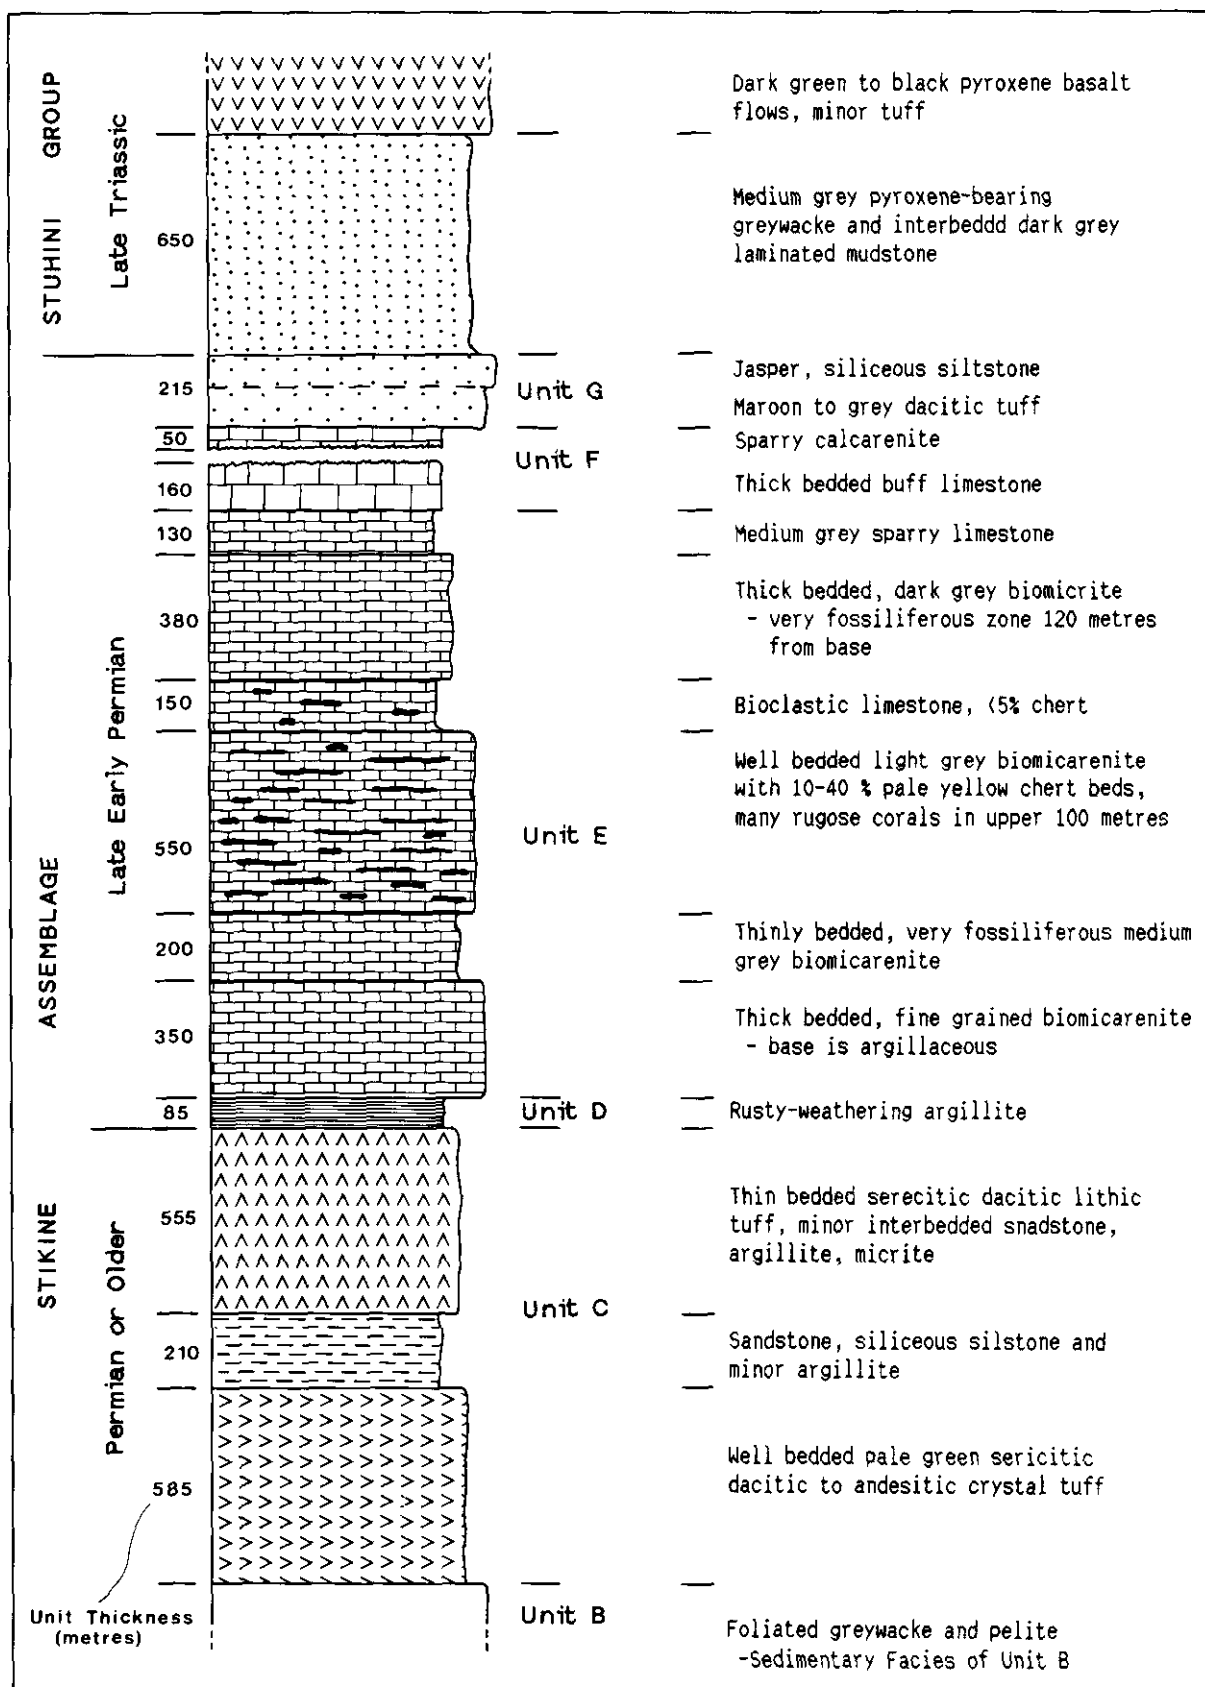 STUHINI GROUP
Late Triassic
Dark green to black pyroxene basalt
flows, minor tuff
650
Medium grey pyroxene-bearing
greywacke and interbeddd dark grey
laminated mudstone
ASSEMBLAGE
Late Early Permian
215
Unit G
Jasper, siliceous siltstone
Maroon to grey dacitic tuff
50
Sparry calcarenite
Unit F
160
Thick bedded buff limestone
130
Medium grey sparry limestone
380
Thick bedded, dark grey biomicrite
- very fossiliferous zone 120 metres
from base
150
Bioclastic limestone, <5% chert
550
Unit E
Well bedded light grey biomicarenite
with 10-40 % pale yellow chert beds,
many rugose corals in upper 100 metres
200
Thinly bedded, very fossiliferous medium
grey biomicarenite
350
Thick bedded, fine grained biomicarenite
- base is argillaceous
85
Unit D
Rusty-weathering argillite
STIKINE
Permian or Older
555
Thin bedded serecitic dacitic lithic
tuff, minor interbedded snadstone,
argillite, micrite
Unit C
210
Sandstone, siliceous silstone and
minor argillite
585
Well bedded pale green sericitic
dacitic to andesitic crystal tuff
Unit Thickness
(metres)
Unit B
Foliated greywacke and pelite
-Sedimentary Facies of Unit B